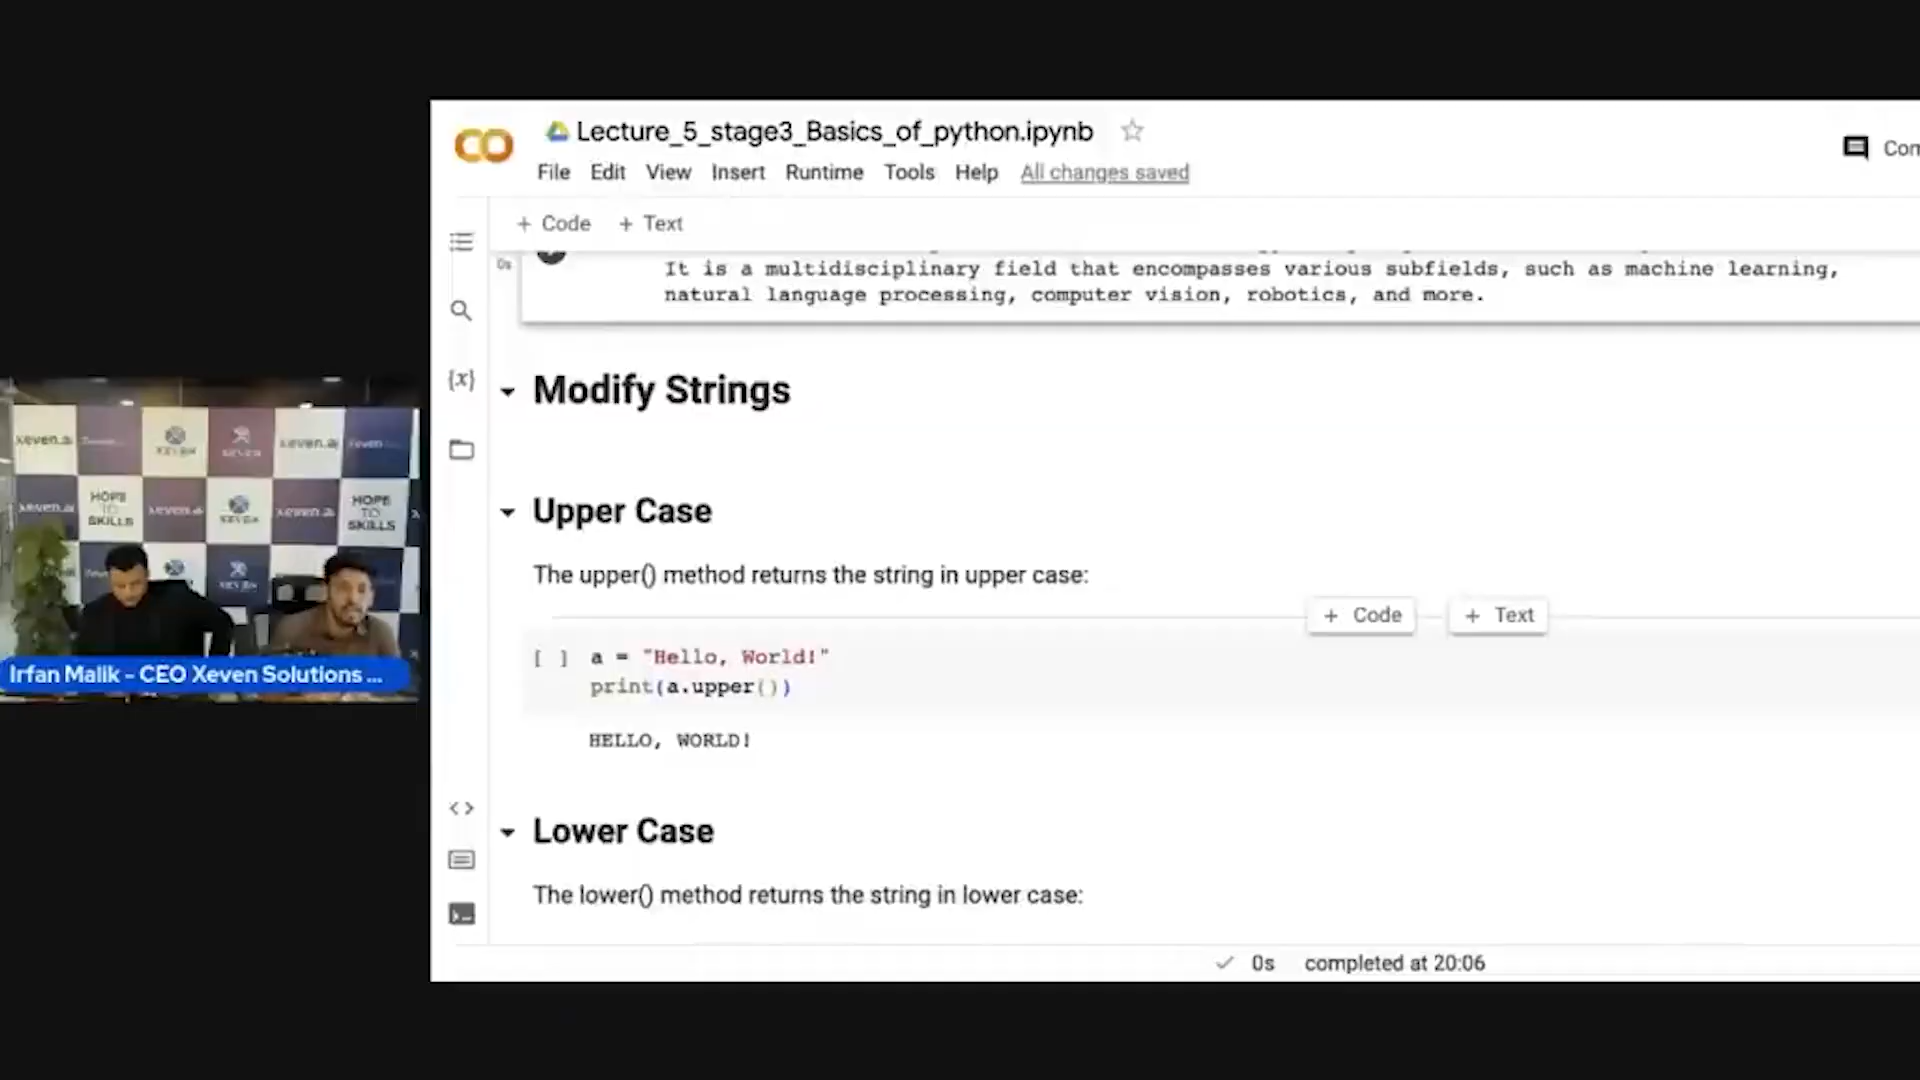 Lecture_5_stage3_Basics_of_python.ipynb
File Edit View Insert Runtime Tools Help All changes saved
+ Code + Text
0s
It is a multidisciplinary field that encompasses various subfields, such as machine learning,
natural language processing, computer vision, robotics, and more.
Modify Strings
Upper Case
The upper() method returns the string in upper case:
+ Code + Text
[ ] a = "Hello, World!"
print(a.upper())
HELLO, WORLD!
Lower Case
The lower() method returns the string in lower case:
0s completed at 20:06
HOPE TO SKILLS
HOPE TO SKILLS
Irfan Malik - CEO Xeven Solutions ...